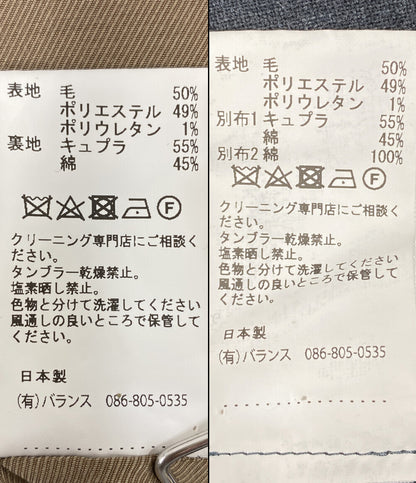 表地 毛 50%
ポリエステル 49%
ポリウレタン 1%
裏地 キュプラ 55%
綿 45%
F
クリーニング専門店にご相談く
ださい。
タンブラー乾燥禁止。
塩素晒し禁止。
色物と分けて洗濯してください
風通しの良いところで保管して
ください。
日本製
(有)バランス 086-805-0535
表地 毛 50%
ポリエステル 49%
ポリウレタン 1%
別布1 キュプラ 55%
綿 45%
別布2 綿 100%
F
クリーニング専門店にご相談く
ださい。
タンブラー乾燥禁止。
塩素晒し禁止。
色物と分けて洗濯してください
風通しの良いところで保管して
ください。
日本製
(有)バランス 086-805-0535